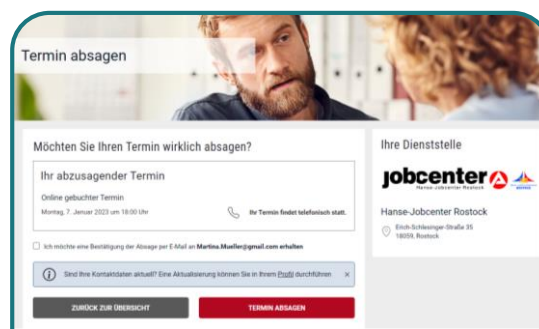 Termin absagen
Möchten Sie Ihren Termin wirklich absagen?
Ihr abzusagender Termin
Online gebuchter Termin
Montag, 7. Januar 2023 um 18:00 Uhr
Ihr Termin findet telefonisch statt.
Ich möchte eine Bestätigung der Absage per E-Mail an Martina.Mueller@gmail.com erhalten
Sind Ihre Kontaktdaten aktuell? Eine Aktualisierung können Sie in Ihrem Profil durchführen
ZURÜCK ZUR ÜBERSICHT
TERMIN ABSAGEN
Ihre Dienststelle
jobcenter
Hanse-Jobcenter Rostock
Hanse-Jobcenter Rostock
Erich-Schlesinger-Straße 35
18059, Rostock